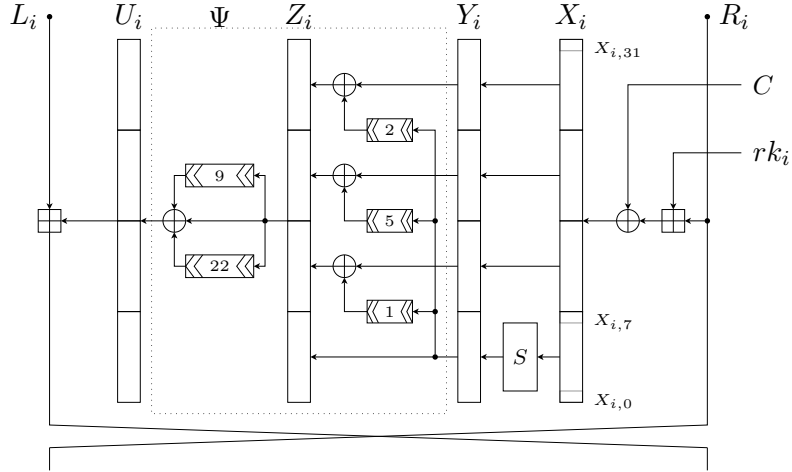 L_i U_i Ψ Z_i Y_i X_i R_i
X_{i,31}
C
2
rk_i
9
5
22
1
X_{i,7}
S
X_{i,0}